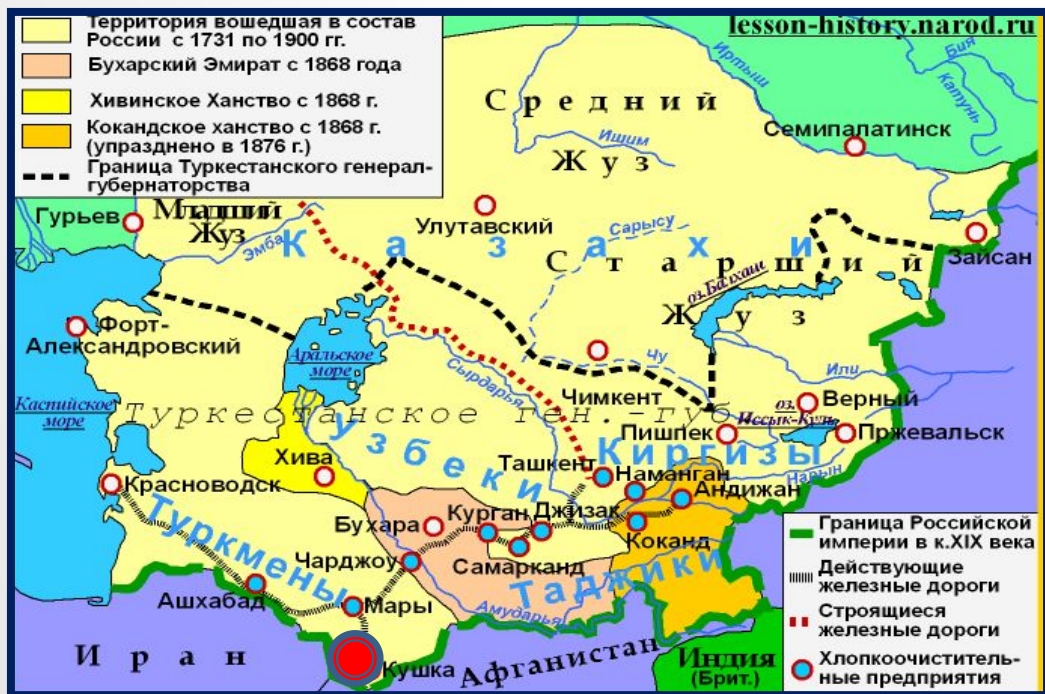 Территория вошедшая в состав
России с 1731 по 1900 гг.
Бухарский Эмират с 1868 года
Хивинское Ханство с 1868 г.
Кокандское ханство с 1868 г.
(упразднено в 1876 г.)
Граница Туркестанского генерал-
губернаторства
lesson-history.narod.ru
Иртыш
Бия
Катунь
Средний
Жуз
Ишим
Семипалатинск
Гурьев
Младший
Жуз
Эмба
Улутавский
Сарысу
Казахи
Старший
Жуз
оз.Балхаш
Зайсан
Форт-
Александровский
Аральское
море
Сырдарья
Чу
Или
Чимкент
Верный
Каспийское
море
Туркестанское ген.-губ
оз.
Иссык-Куль
Пишпек
Пржевальск
Узбеки
Киргизы
Нарын
Хива
Ташкент
Наманган
Андижан
Красноводск
Туркмены
Бухара
Курган
Джизак
Коканд
Чарджоу
Самарканд
Таджики
Ашхабад
Мары
Амударья
Кушка
Иран
Афганистан
Индия
(Брит.)
Граница Российской
империи в к.XIX века
Действующие
железные дороги
Строящиеся
железные дороги
Хлопкоочиститель-
ные предприятия